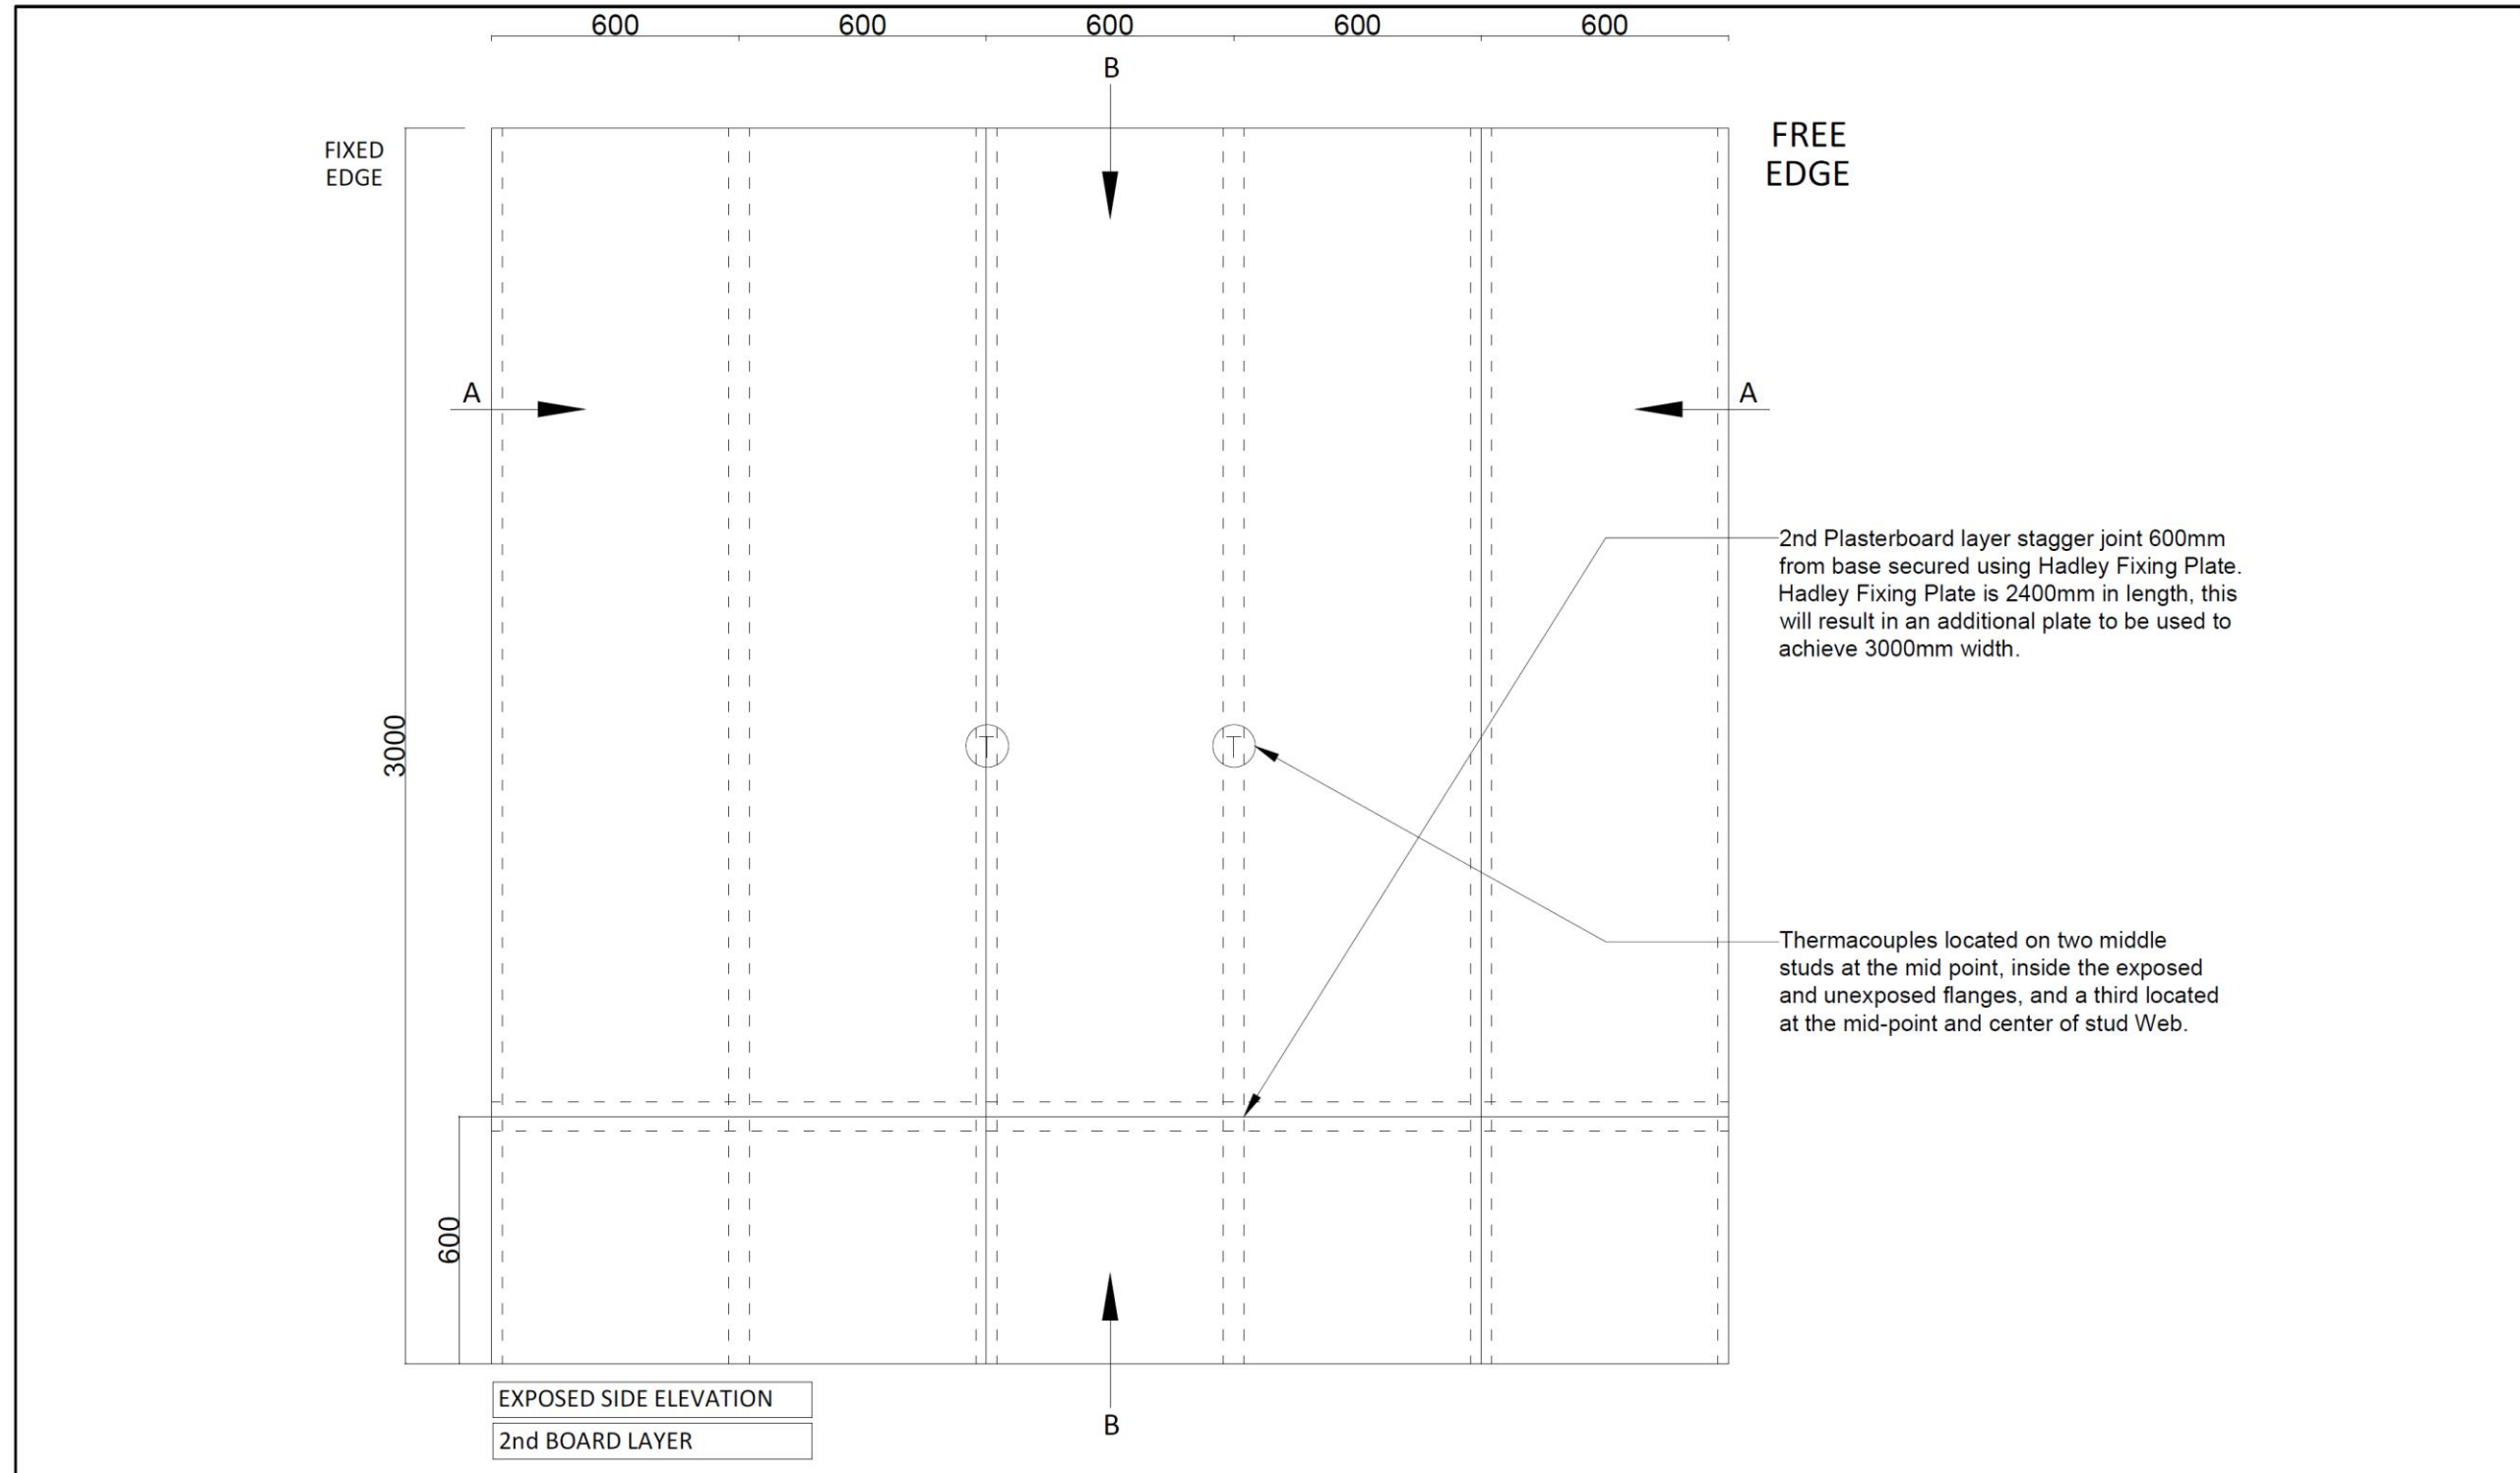 600 600 600 600 600
B
FIXED
EDGE
FREE
EDGE
A
A
2nd Plasterboard layer stagger joint 600mm
from base secured using Hadley Fixing Plate.
Hadley Fixing Plate is 2400mm in length, this
will result in an additional plate to be used to
achieve 3000mm width.
3000
T
T
Thermacouples located on two middle
studs at the mid point, inside the exposed
and unexposed flanges, and a third located
at the mid-point and center of stud Web.
600
EXPOSED SIDE ELEVATION
2nd BOARD LAYER
B